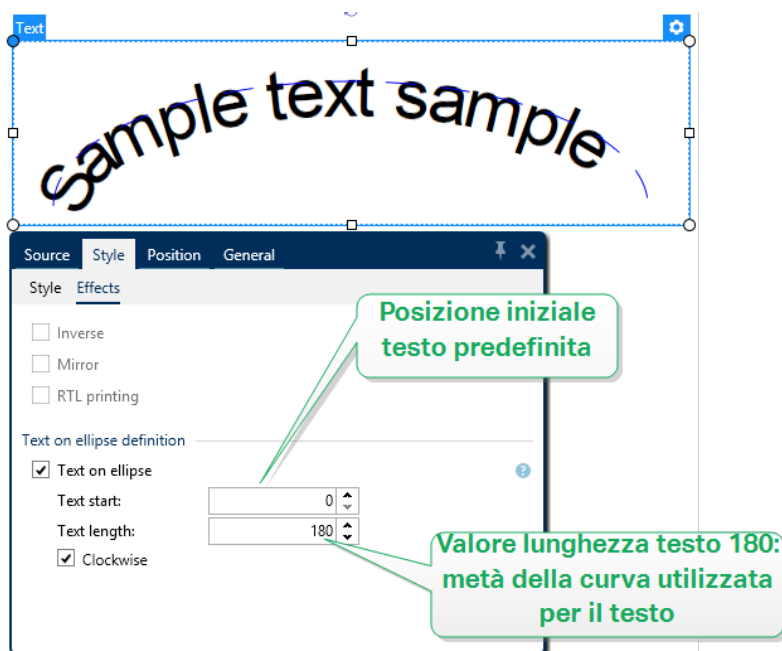 Text
Sample text sample
Source Style Position General
Style Effects
Posizione iniziale
testo predefinita
Inverse
Mirror
RTL printing
Text on ellipse definition
Text on ellipse
?
Text start: 0
Text length: 180
Clockwise
Valore lunghezza testo 180:
metà della curva utilizzata
per il testo